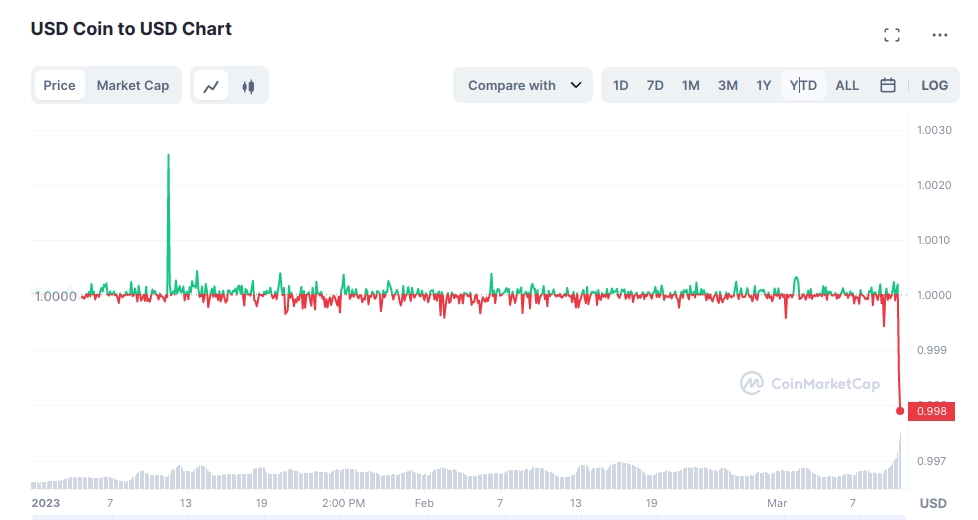 USD Coin to USD Chart
Price Market Cap Compare with 1D 7D 1M 3M 1Y YTD ALL LOG
1.0030
1.0020
1.0010
1.0000 1.0000
0.999
CoinMarketCap
0.998
0.997
2023 7 13 19 2:00 PM Feb 7 13 19 Mar 7 USD